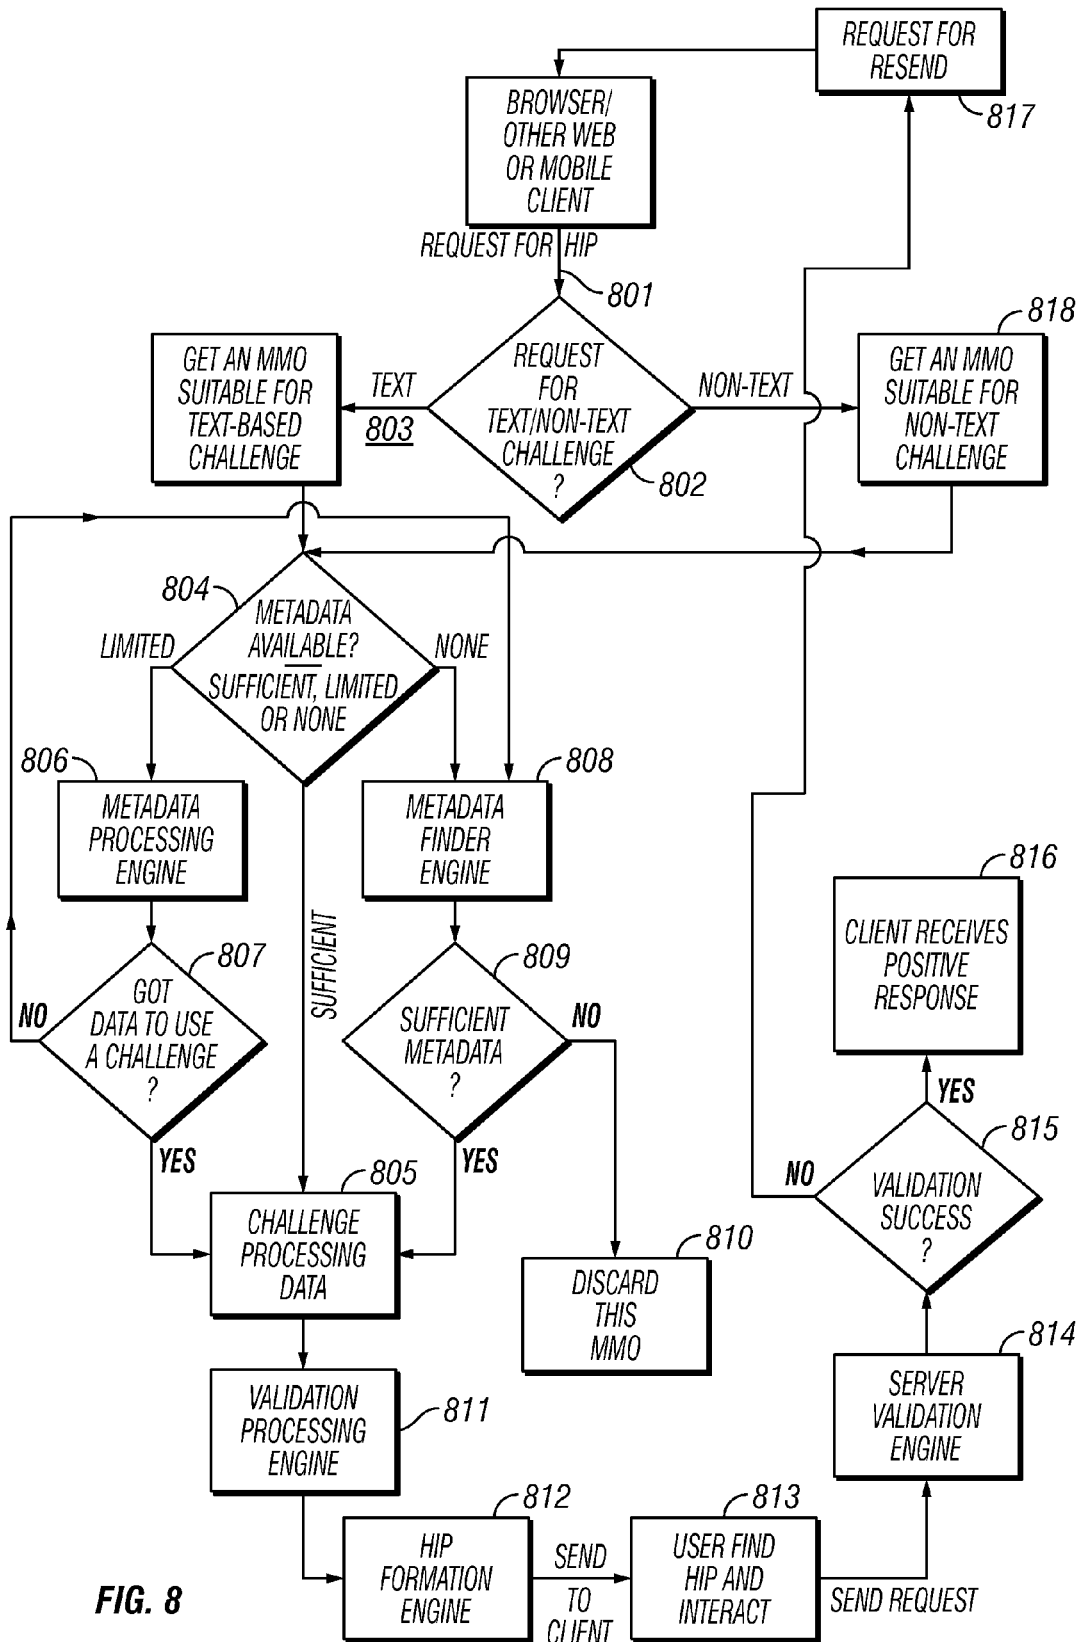 REQUEST FOR
RESEND
817
BROWSER/
OTHER WEB
OR MOBILE
CLIENT
REQUEST FOR HIP
801
818
GET AN MMO
SUITABLE FOR
TEXT-BASED
CHALLENGE
TEXT
803
REQUEST
FOR
TEXT/NON-TEXT
CHALLENGE
?
802
NON-TEXT
GET AN MMO
SUITABLE FOR
NON-TEXT
CHALLENGE
804
METADATA
AVAILABLE?
SUFFICIENT, LIMITED
OR NONE
LIMITED
NONE
806
METADATA
PROCESSING
ENGINE
808
METADATA
FINDER
ENGINE
SUFFICIENT
807
GOT
DATA TO USE
A CHALLENGE
?
NO
YES
809
SUFFICIENT
METADATA
?
NO
YES
816
CLIENT RECEIVES
POSITIVE
RESPONSE
YES
815
NO
VALIDATION
SUCCESS
?
805
CHALLENGE
PROCESSING
DATA
810
DISCARD
THIS
MMO
814
SERVER
VALIDATION
ENGINE
VALIDATION
PROCESSING
ENGINE
811
812
HIP
FORMATION
ENGINE
SEND
TO
CLIENT
813
USER FIND
HIP AND
INTERACT
SEND REQUEST
FIG. 8